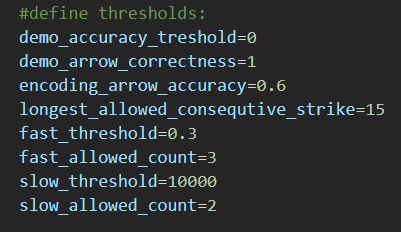 #define thresholds:
demo_accuracy_treshold=0
demo_arrow_correctness=1
encoding_arrow_accuracy=0.6
longest_allowed_consequtive_strike=15
fast_threshold=0.3
fast_allowed_count=3
slow_threshold=10000
slow_allowed_count=2